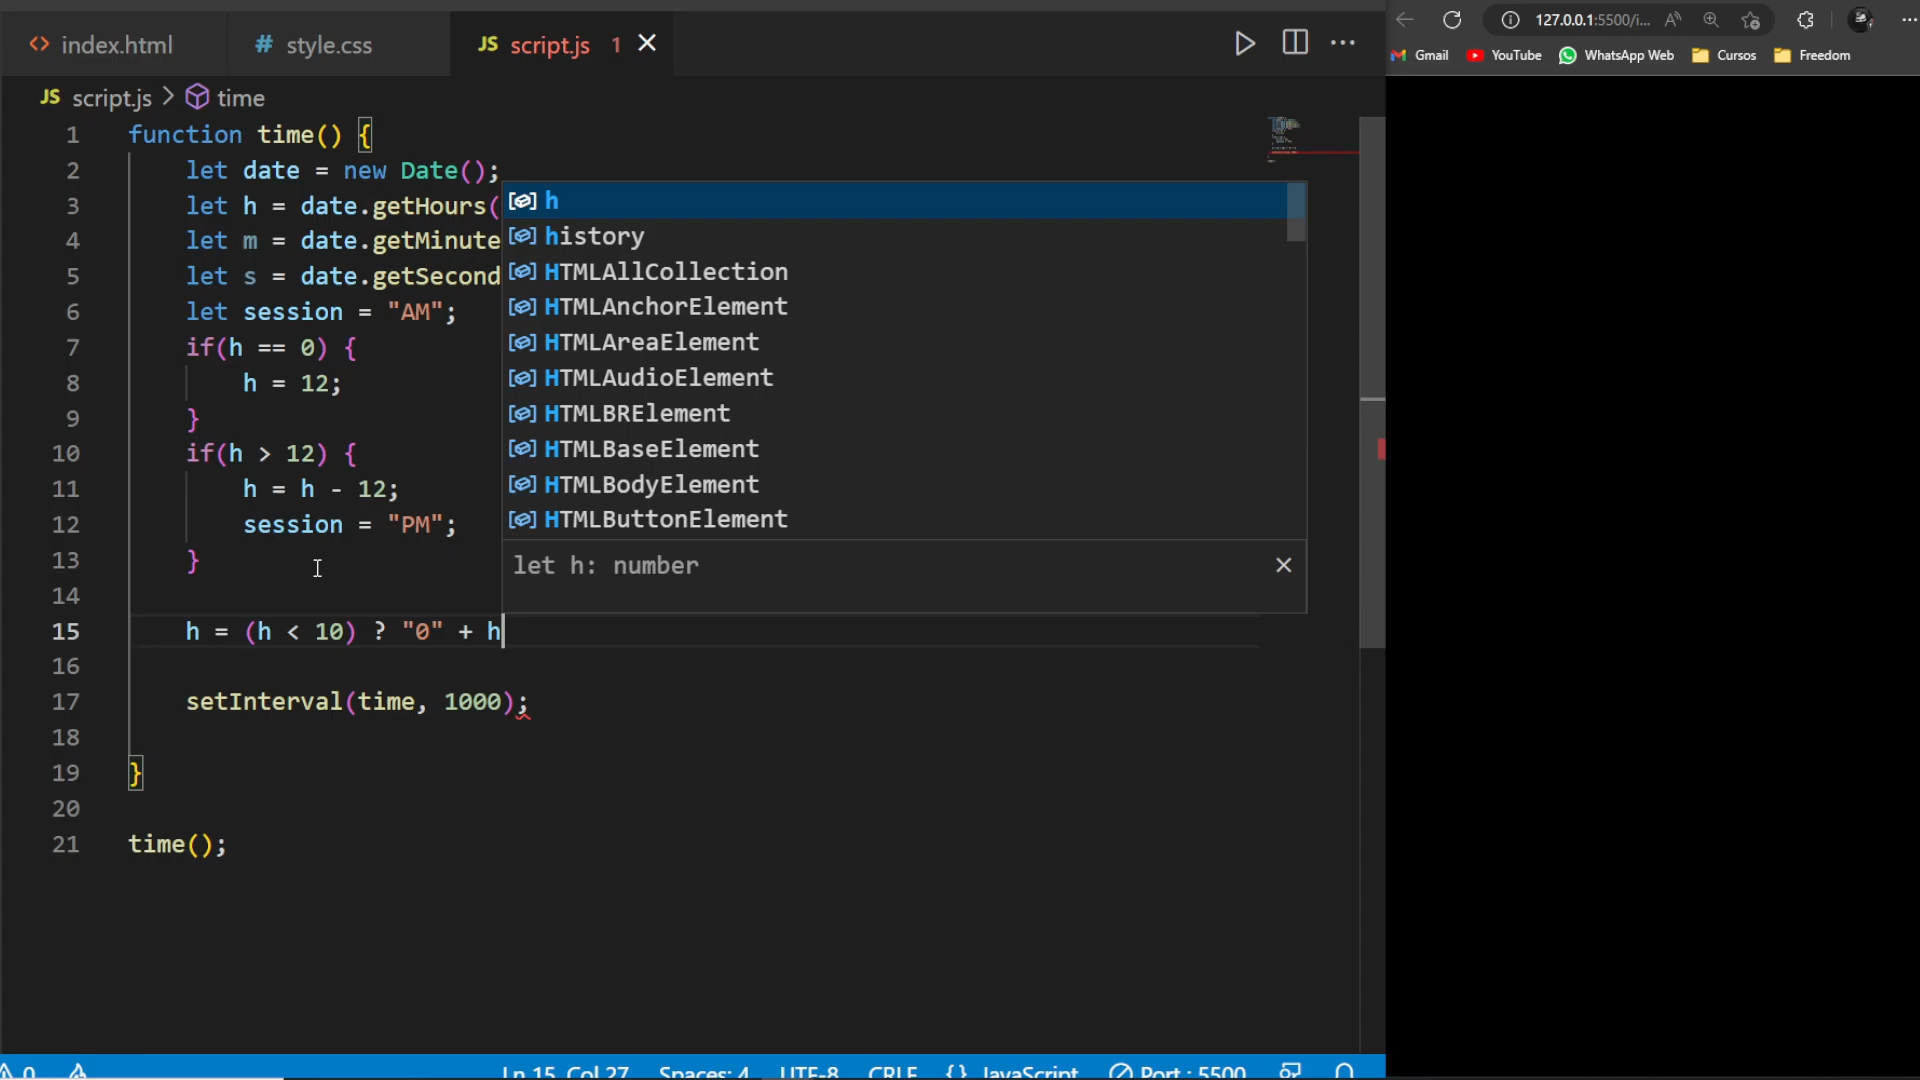 index.html
style.css
JS script.js 1
127.0.0.1:5500/i...
Gmail
YouTube
WhatsApp Web
Cursos
Freedom
JS script.js > time
1 function time() {
2 let date = new Date();
3 let h = date.getHours(
4 let m = date.getMinute
5 let s = date.getSecond
6 let session = "AM";
7 if(h == 0) {
8 h = 12;
9 }
10 if(h > 12) {
11 h = h - 12;
12 session = "PM";
13 }
14
15 h = (h < 10) ? "0" + h
16
17 setInterval(time, 1000);
18
19 }
20
21 time();
h
history
HTMLAllCollection
HTMLAnchorElement
HTMLAreaElement
HTMLAudioElement
HTMLBRElement
HTMLBaseElement
HTMLBodyElement
HTMLButtonElement
let h: number
0
Ln 15, Col 27
Spaces: 4
UTF-8
CRLF
{} JavaScript
Port : 5500